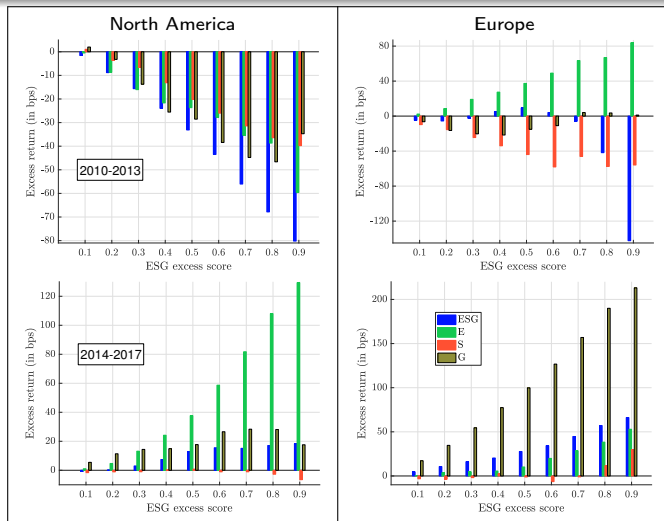 North America
Europe
Excess return (in bps)
0
-10
-20
-30
-40
-50
-60
-70
-80
2010-2013
0.1 0.2 0.3 0.4 0.5 0.6 0.7 0.8 0.9
ESG excess score
Excess return (in bps)
80
40
0
-40
-80
-120
0.1 0.2 0.3 0.4 0.5 0.6 0.7 0.8 0.9
ESG excess score
Excess return (in bps)
120
100
80
60
40
20
0
2014-2017
0.1 0.2 0.3 0.4 0.5 0.6 0.7 0.8 0.9
ESG excess score
Excess return (in bps)
200
150
100
50
0
ESG
E
S
G
0.1 0.2 0.3 0.4 0.5 0.6 0.7 0.8 0.9
ESG excess score